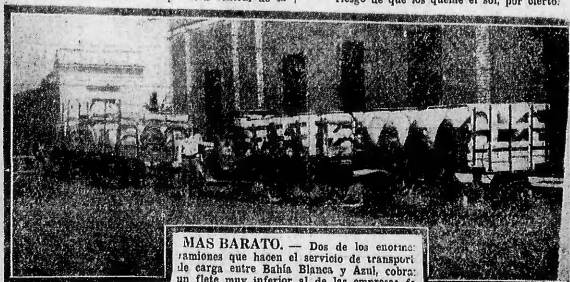 riesgo de que los queme el sol, por cierto.
MAS BARATO. — Dos de los enormes
camiones que hacen el servicio de transport
de carga entre Bahía Blanca y Azul, cobra
un flete muy inferior al de las empresas de